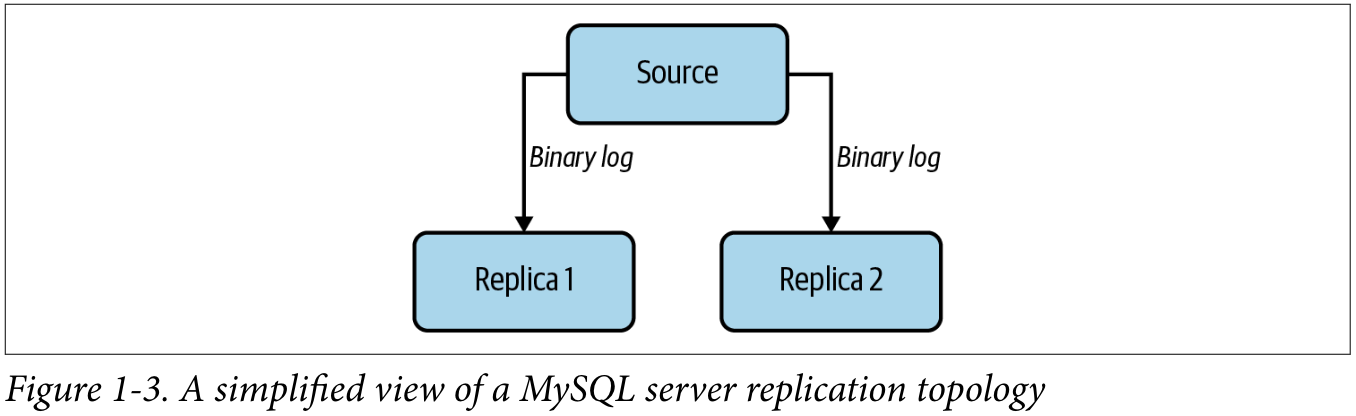 Source
Binary log
Binary log
Replica 1
Replica 2
Figure 1-3. A simplified view of a MySQL server replication topology